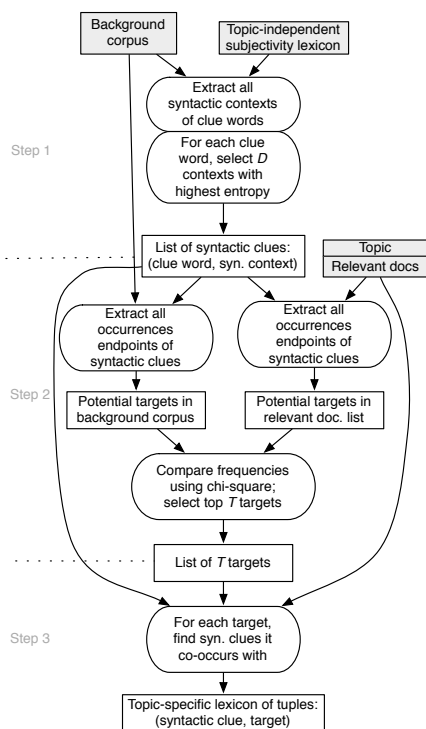 Background
corpus
Topic-independent
subjectivity lexicon
Extract all
syntactic contexts
of clue words
Step 1
For each clue
word, select D
contexts with
highest entropy
List of syntactic clues:
(clue word, syn. context)
Topic
Relevant docs
Extract all
occurrences
endpoints of
syntactic clues
Extract all
occurrences
endpoints of
syntactic clues
Step 2
Potential targets in
background corpus
Potential targets in
relevant doc. list
Compare frequencies
using chi-square;
select top T targets
List of T targets
Step 3
For each target,
find syn. clues it
co-occurs with
Topic-specific lexicon of tuples:
(syntactic clue, target)